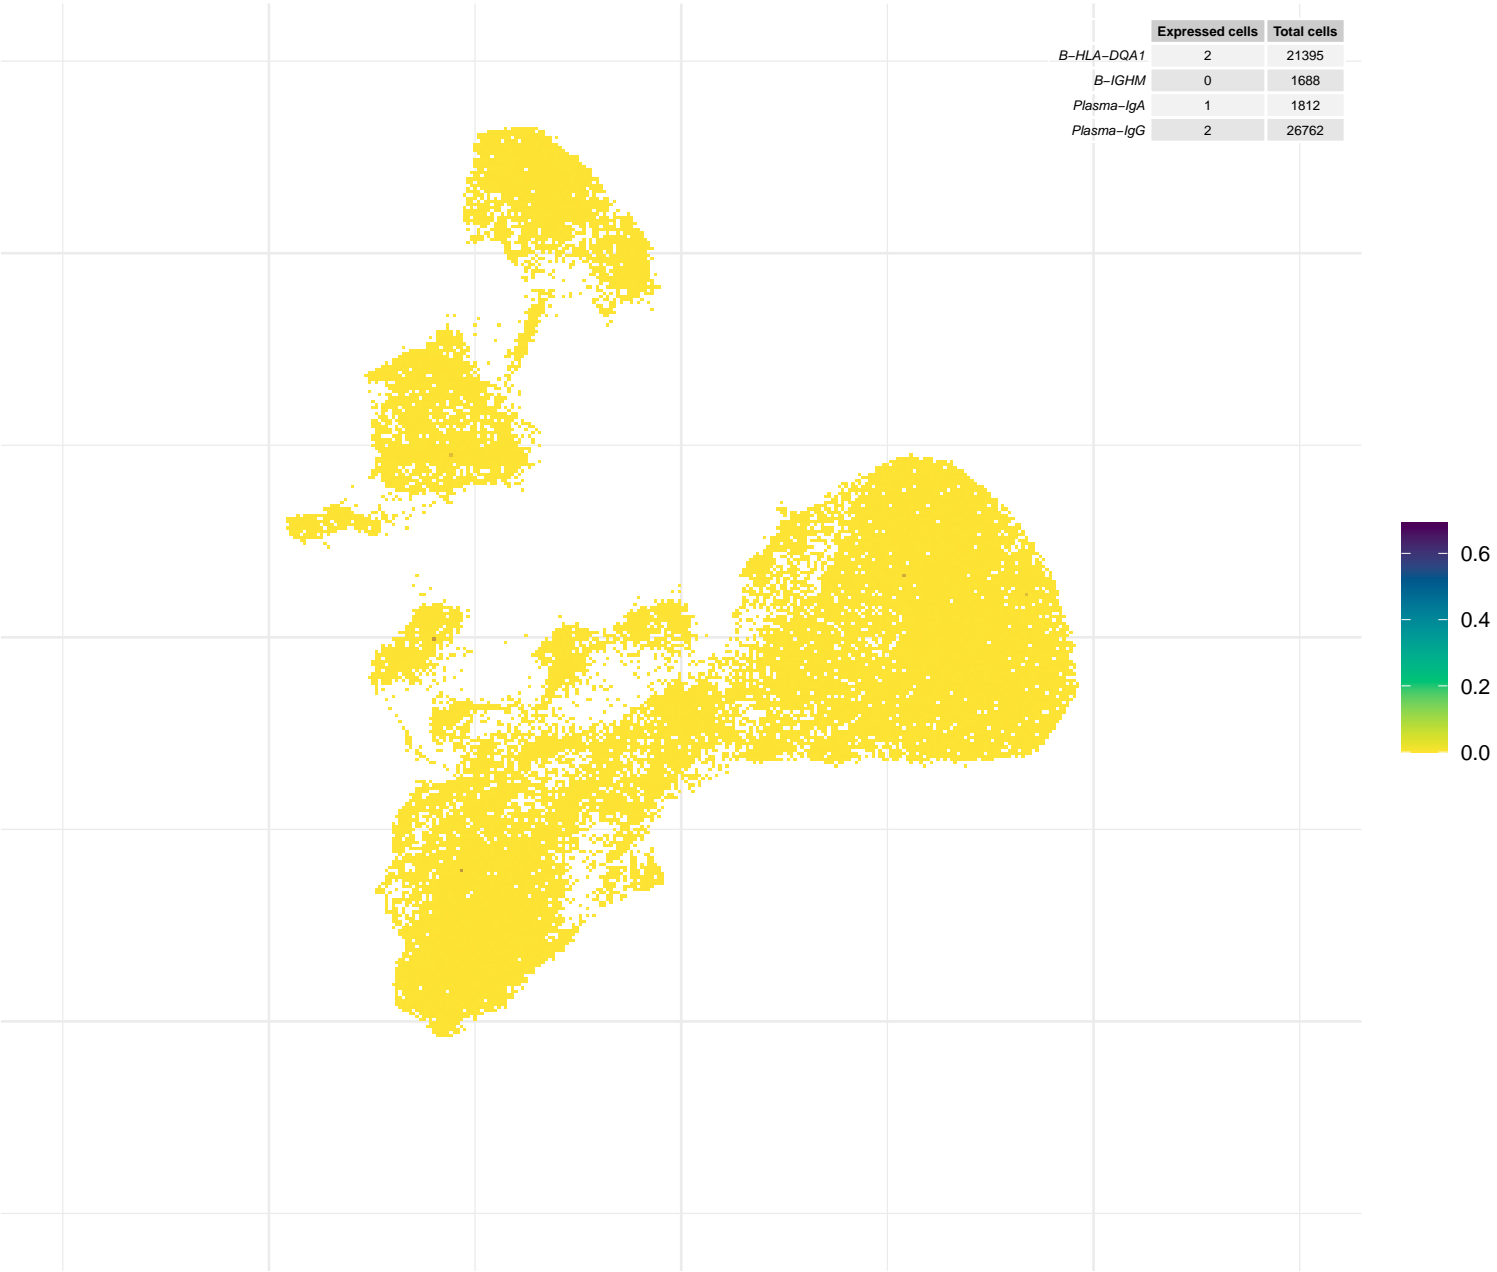 Expressed cells Total cells
B−HLA−DQA1 2 21395
B−IGHM 0 1688
Plasma−IgA 1 1812
Plasma−IgG 2 26762
0.6
0.4
0.2
0.0